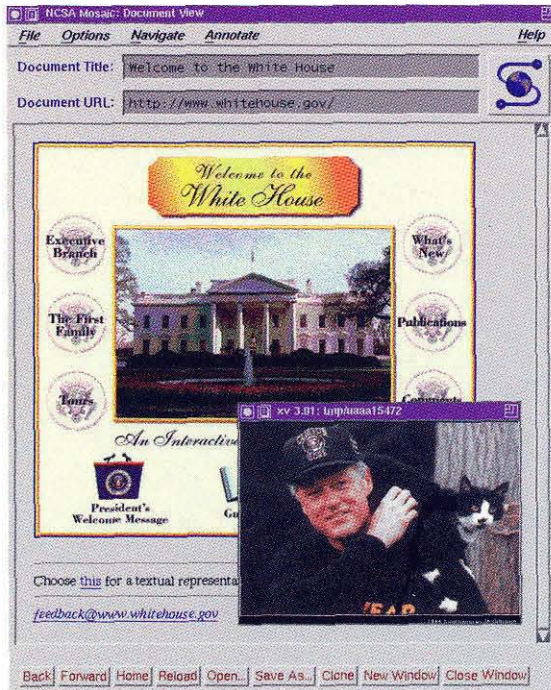 NCSA Mosaic: Document View
File Options Navigate Annotate Help
Document Title: Welcome to the White House
Document URL: http://www.whitehouse.gov/
Welcome to the
White House
Executive
Branch
What's
New
The First
Family
Publications
Tours
Comments
An Interactive
President's
Welcome Message
Gu
xv 3.01:
YEAR
Choose this for a textual representa
feedback@www.whitehouse.gov
Back Forward Home Reload Open... Save As... Clone New Window Close Window